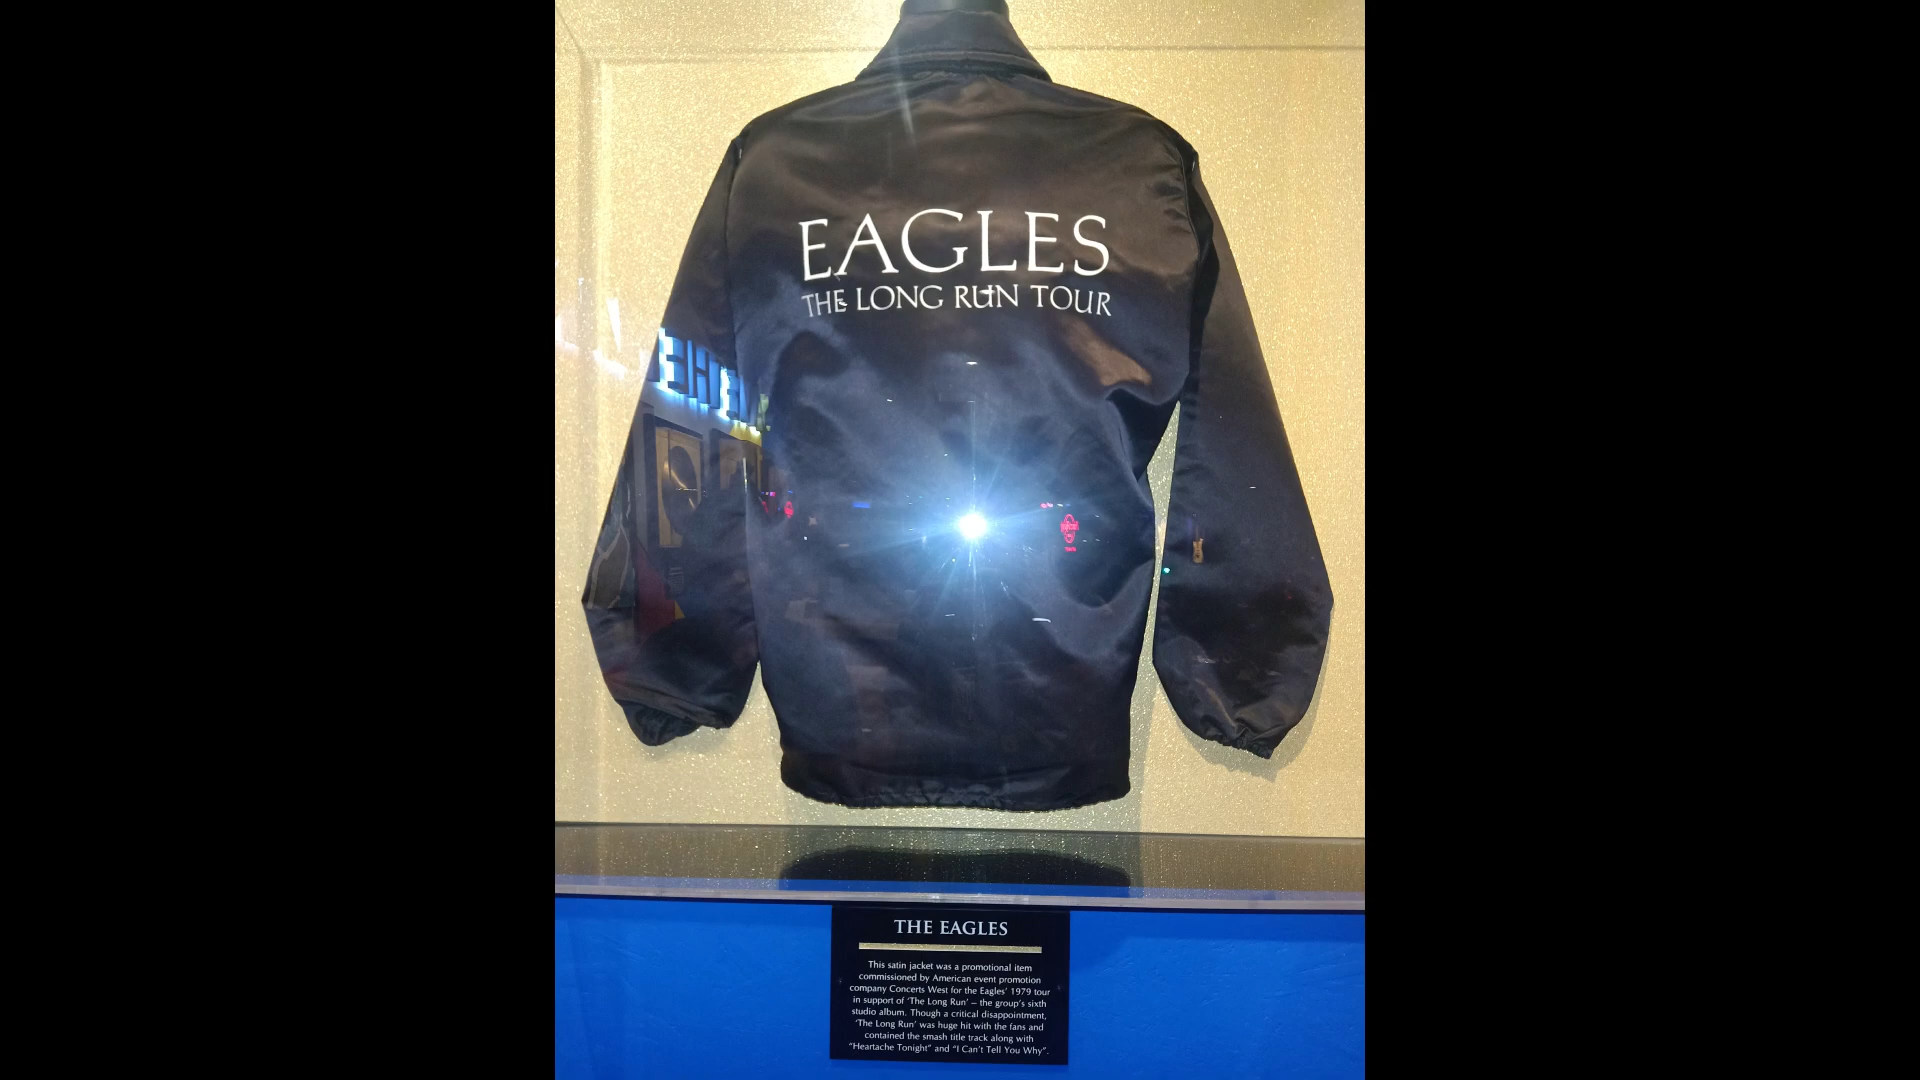 EAGLES
THE LONG RUN TOUR
THE EAGLES
This satin jacket was a promotional item
commissioned by American event promotion
company Concerts West for the Eagles' 1979 tour
in support of 'The Long Run' – the group's sixth
studio album. Though a critical disappointment,
'The Long Run' was huge hit with the fans and
contained the smash title track along with
"Heartache Tonight" and "I Can't Tell You Why".